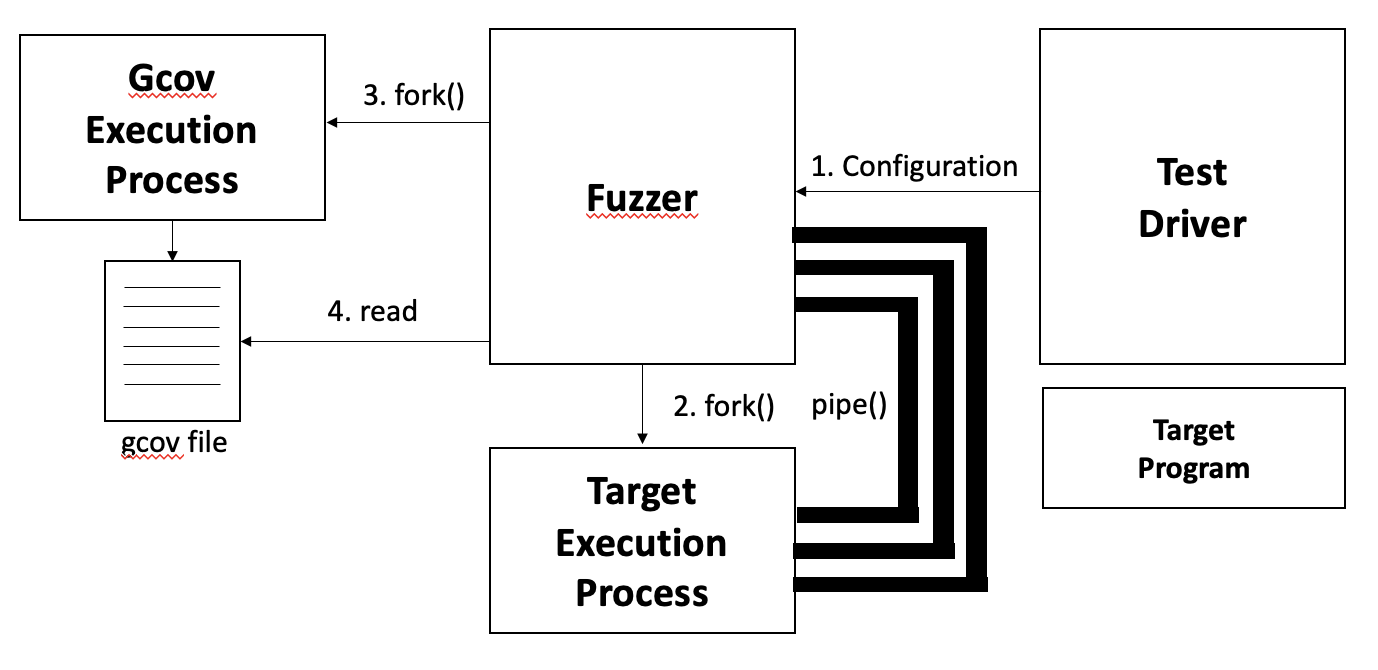 Gcov
Execution
Process
3. fork()
Fuzzer
1. Configuration
Test
Driver
4. read
gcov file
2. fork()
pipe()
Target
Program
Target
Execution
Process